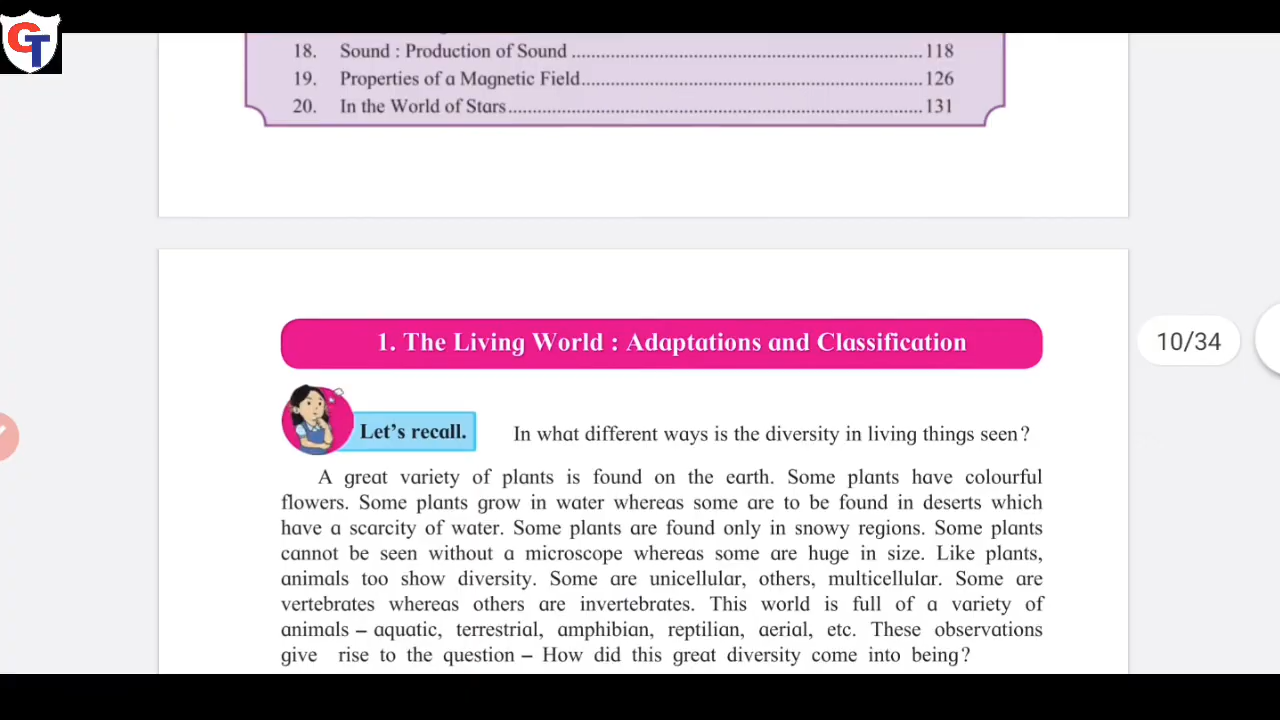 GT
18. Sound : Production of Sound ........................................................................ 118
19. Properties of a Magnetic Field....................................................................... 126
20. In the World of Stars..................................................................................... 131
1. The Living World : Adaptations and Classification
10/34
Let's recall. In what different ways is the diversity in living things seen?
A great variety of plants is found on the earth. Some plants have colourful
flowers. Some plants grow in water whereas some are to be found in deserts which
have a scarcity of water. Some plants are found only in snowy regions. Some plants
cannot be seen without a microscope whereas some are huge in size. Like plants,
animals too show diversity. Some are unicellular, others, multicellular. Some are
vertebrates whereas others are invertebrates. This world is full of a variety of
animals – aquatic, terrestrial, amphibian, reptilian, aerial, etc. These observations
give rise to the question – How did this great diversity come into being?